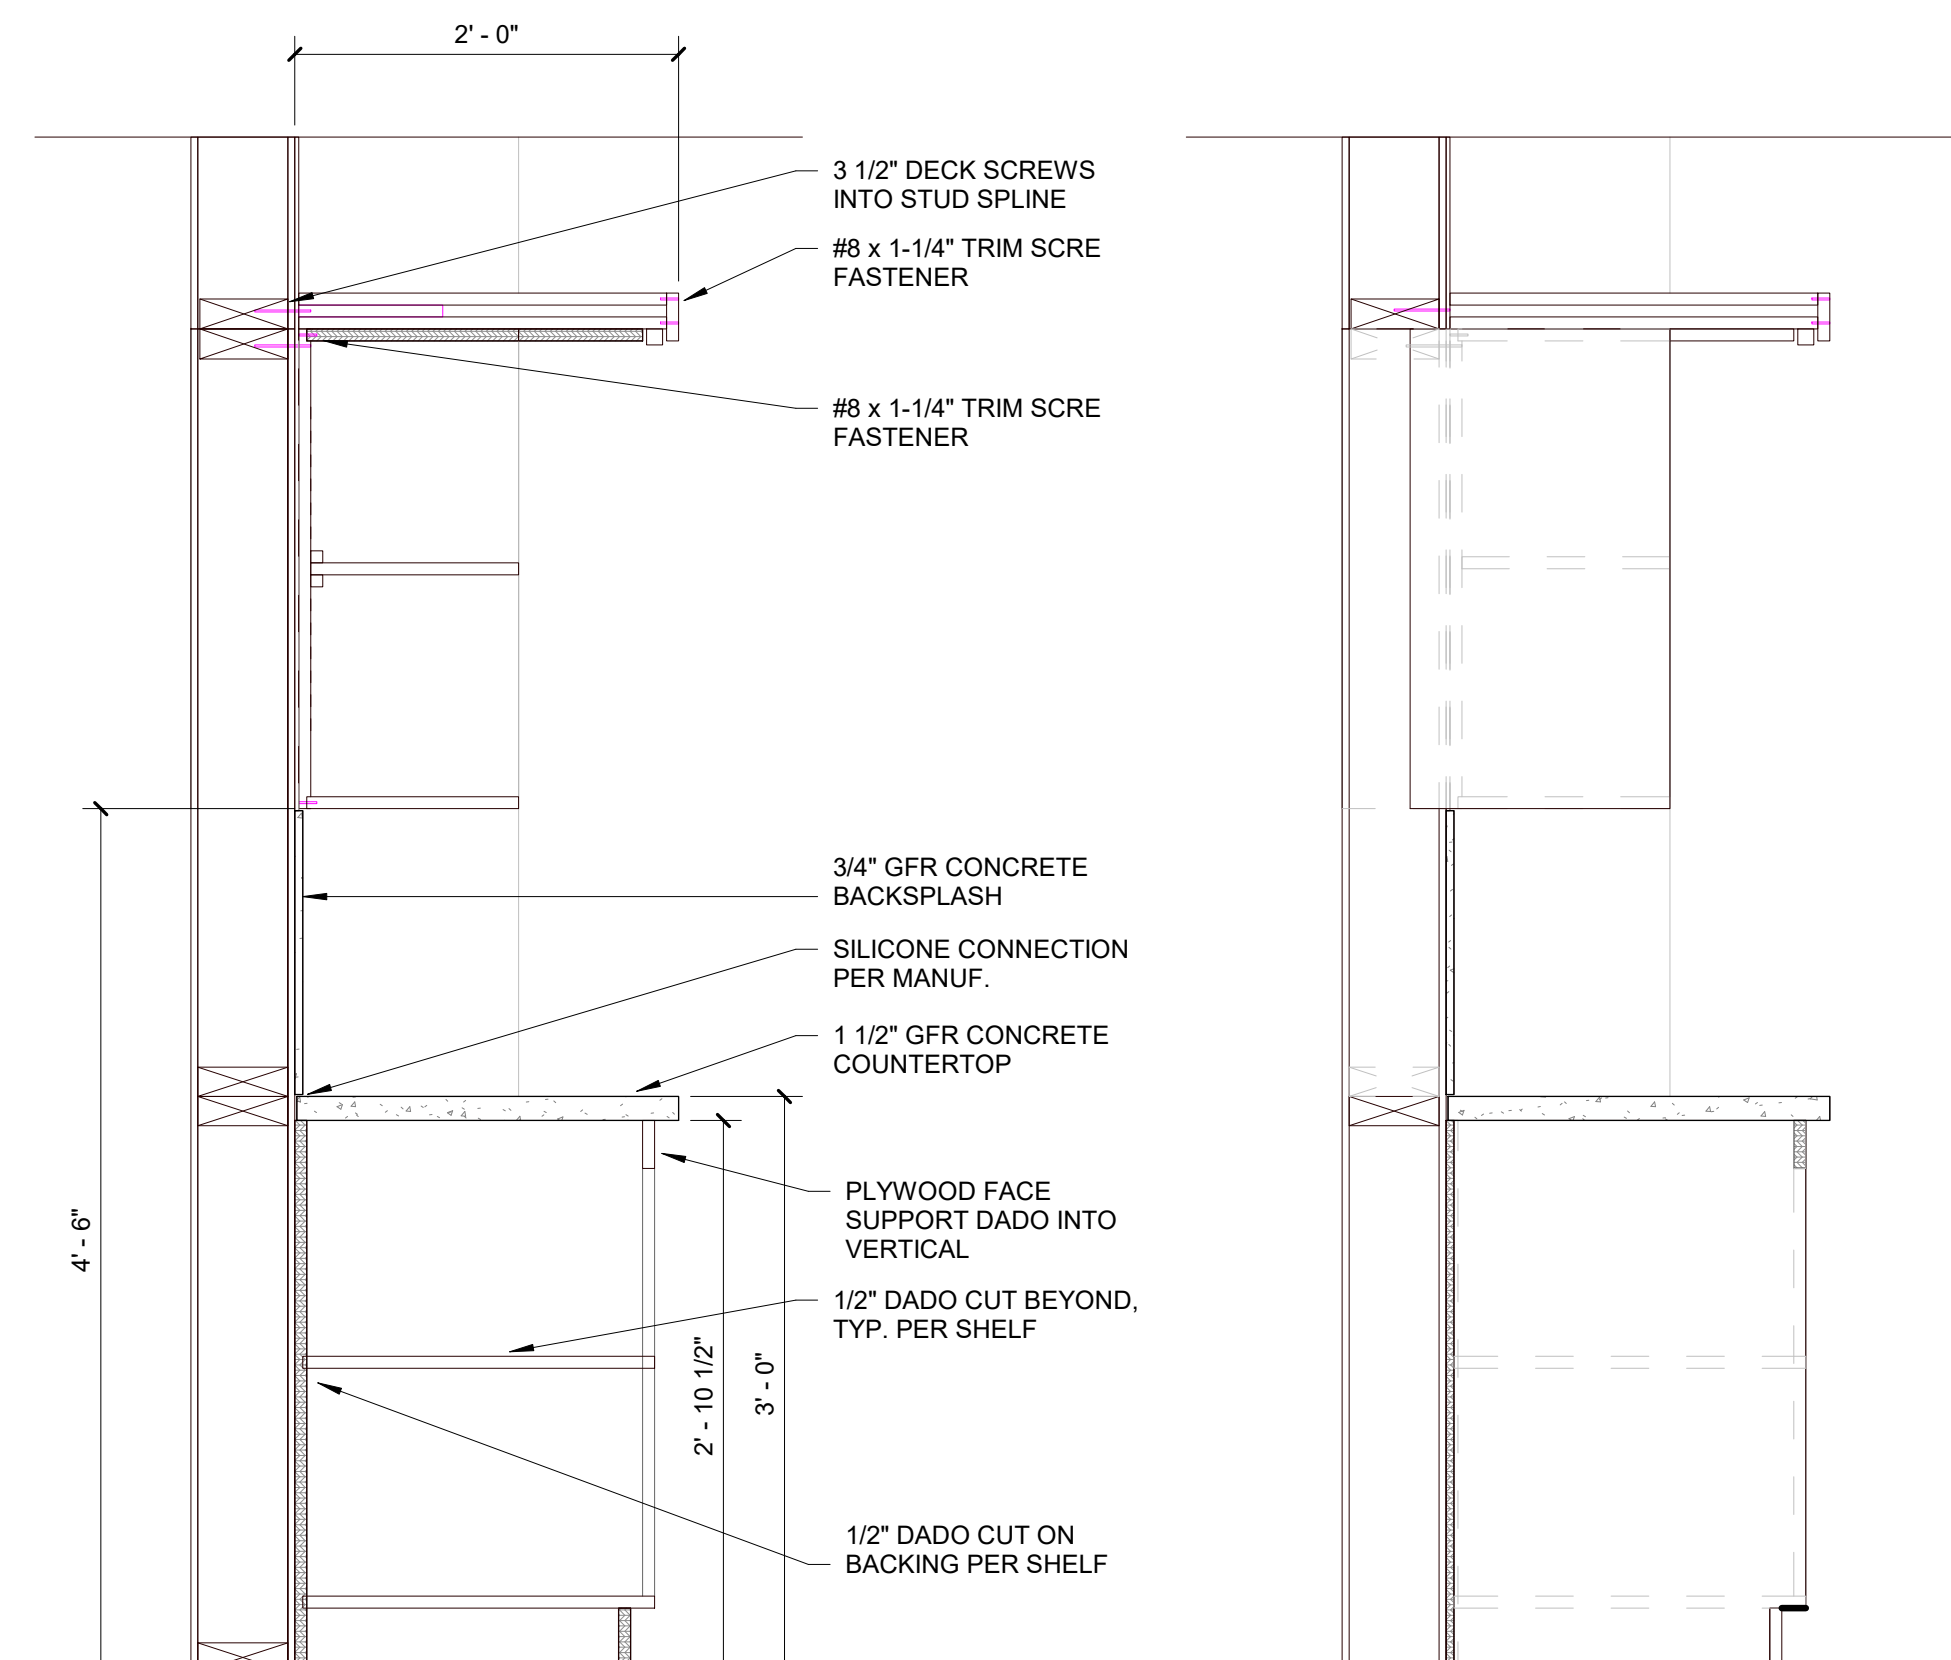 2' - 0"
3 1/2" DECK SCREWS
INTO STUD SPLINE
#8 x 1-1/4" TRIM SCRE
FASTENER
#8 x 1-1/4" TRIM SCRE
FASTENER
3/4" GFR CONCRETE
BACKSPLASH
SILICONE CONNECTION
PER MANUF.
1 1/2" GFR CONCRETE
COUNTERTOP
4' - 6"
PLYWOOD FACE
SUPPORT DADO INTO
VERTICAL
1/2" DADO CUT BEYOND,
TYP. PER SHELF
2' - 10 1/2"
3' - 0"
1/2" DADO CUT ON
BACKING PER SHELF